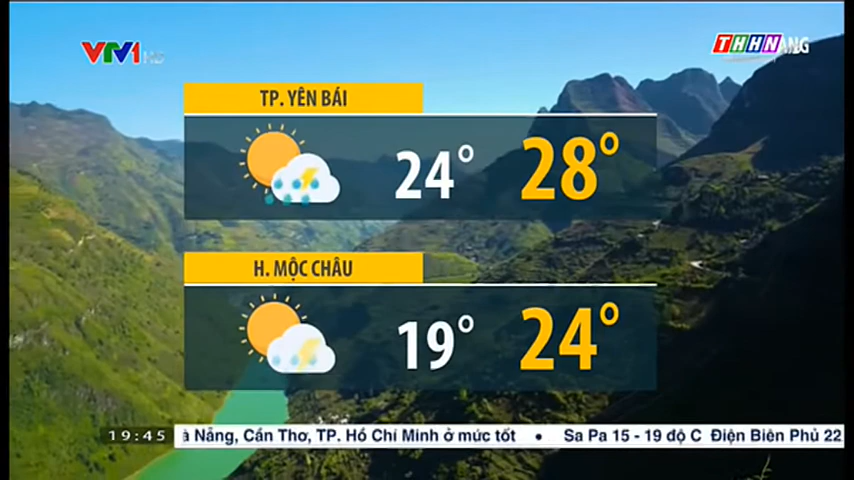 VTV1 HD
THHN
TP. YÊN BÁI
24° 28°
H. MỘC CHÂU
19° 24°
19:45 à Nẵng, Cần Thơ, TP. Hồ Chí Minh ở mức tốt • Sa Pa 15 - 19 độ C Điện Biên Phủ 22